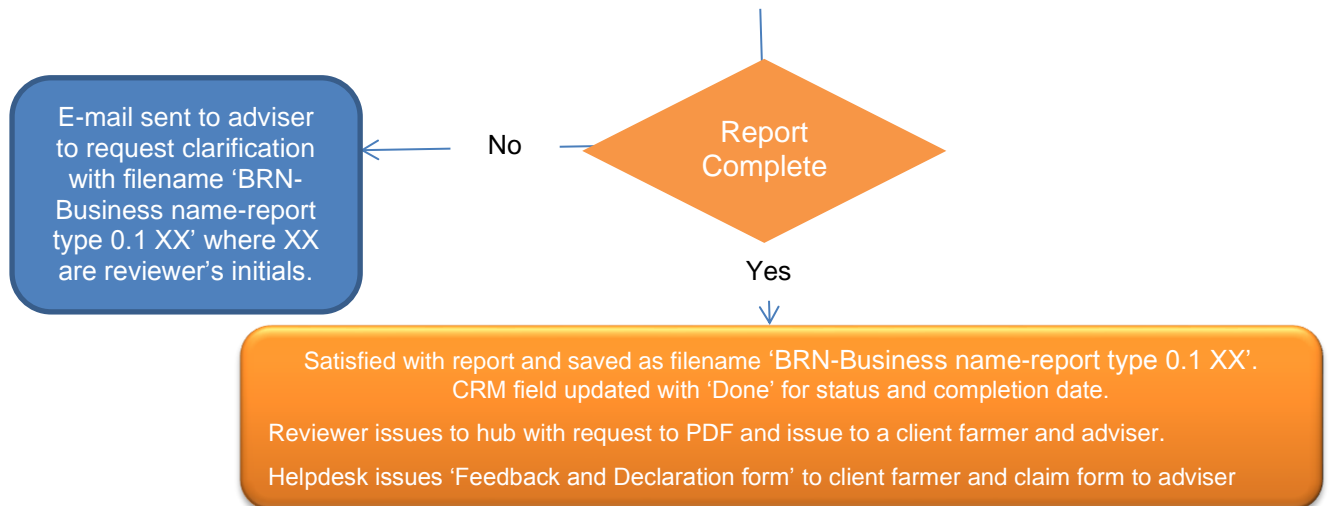 Report
Complete
No
E-mail sent to adviser
to request clarification
with filename ‘BRN-
Business name-report
type 0.1 XX’ where XX
are reviewer’s initials.
Yes
Satisfied with report and saved as filename ‘BRN-Business name-report type 0.1 XX’.
CRM field updated with ‘Done’ for status and completion date.
Reviewer issues to hub with request to PDF and issue to a client farmer and adviser.
Helpdesk issues ‘Feedback and Declaration form’ to client farmer and claim form to adviser